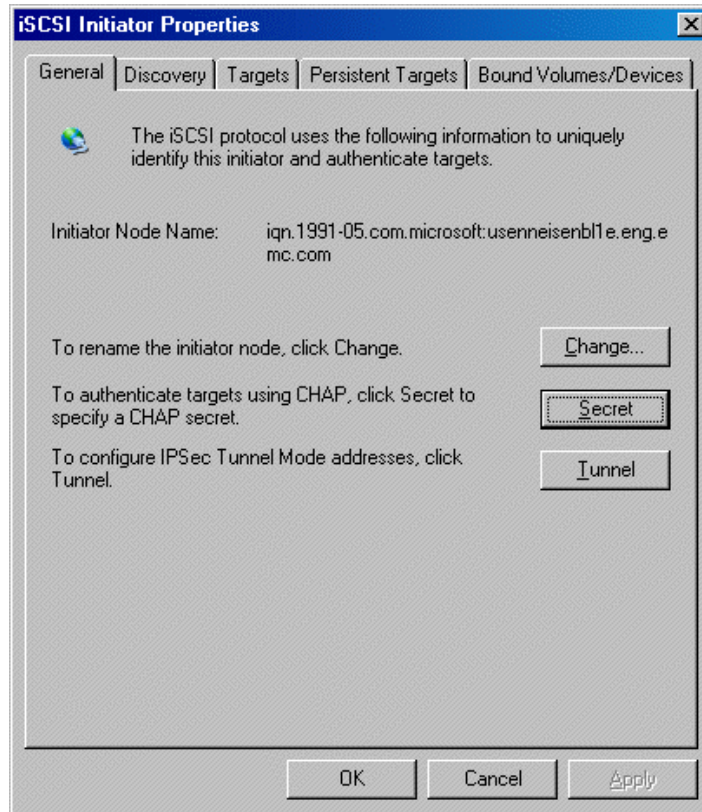 iSCSI Initiator Properties
General
Discovery
Targets
Persistent Targets
Bound Volumes/Devices
The iSCSI protocol uses the following information to uniquely
identify this initiator and authenticate targets.
Initiator Node Name:
iqn.1991-05.com.microsoft:usenneisenbl1e.eng.e
mc.com
To rename the initiator node, click Change.
Change...
To authenticate targets using CHAP, click Secret to
specify a CHAP secret.
Secret
To configure IPSec Tunnel Mode addresses, click
Tunnel.
Tunnel
OK
Cancel
Apply